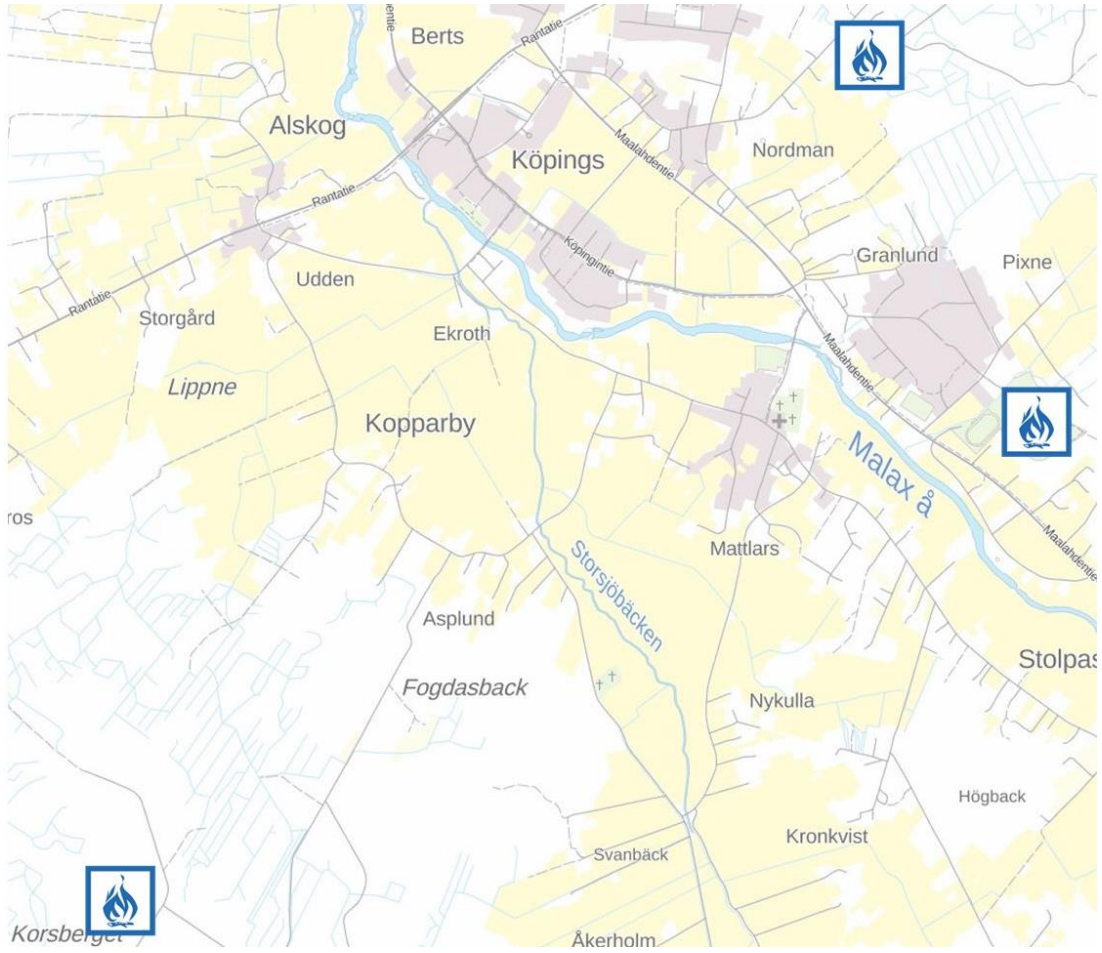 Berts
Rantatie
Alskog
Köpings
Maalahdentie
Nordman
Rantatie
Köpingintie
Granlund
Pixne
Udden
Rantatie
Storgård
Ekroth
Maalahdentie
Lippne
Kopparby
Malax å
ros
Mattlars
Maalahdentie
Storsjöbäcken
Asplund
Stolpas
Fogdasback
Nykulla
Högback
Kronkvist
Svanbäck
Korsberget
Åkerholm